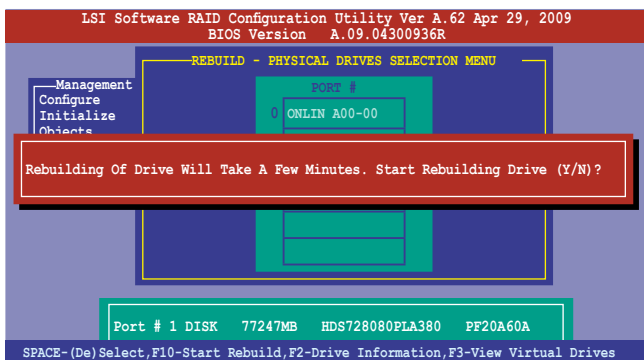 LSI Software RAID Configuration Utility Ver A.62 Apr 29, 2009
BIOS Version A.09.04300936R
REBUILD - PHYSICAL DRIVES SELECTION MENU
Management
PORT #
Configure
0 ONLIN A00-00
Initialize
Objects
Rebuilding Of Drive Will Take A Few Minutes. Start Rebuilding Drive (Y/N)?
Port # 1 DISK 77247MB HDS728080PLA380 PF20A60A
SPACE-(De)Select,F10-Start Rebuild,F2-Drive Information,F3-View Virtual Drives